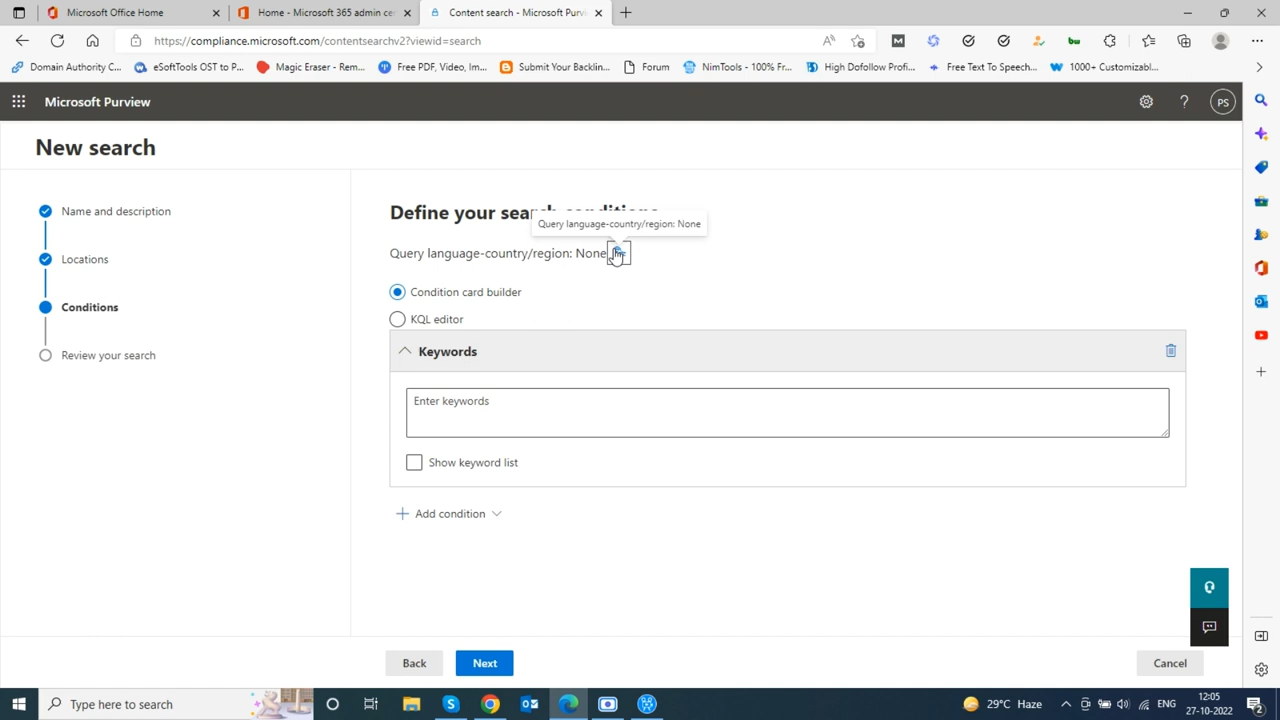 Microsoft Office Home
Home - Microsoft 365 admin cer
Content search - Microsoft Purvi
https://compliance.microsoft.com/contentsearchv2?viewid=search
Domain Authority C...
eSoftTools OST to P...
Magic Eraser - Rem...
Free PDF, Video, Im...
Submit Your Backlin...
Forum
NimTools - 100% Fr...
High Dofollow Profi...
Free Text To Speech...
1000+ Customizabl...
Microsoft Purview
PS
New search
Name and description
Locations
Conditions
Review your search
Define your search conditions
Query language-country/region: None
Query language-country/region: None
Condition card builder
KQL editor
Keywords
Enter keywords
Show keyword list
Add condition
Back
Next
Cancel
Type here to search
29°C Haze
ENG
12:05
27-10-2022
2